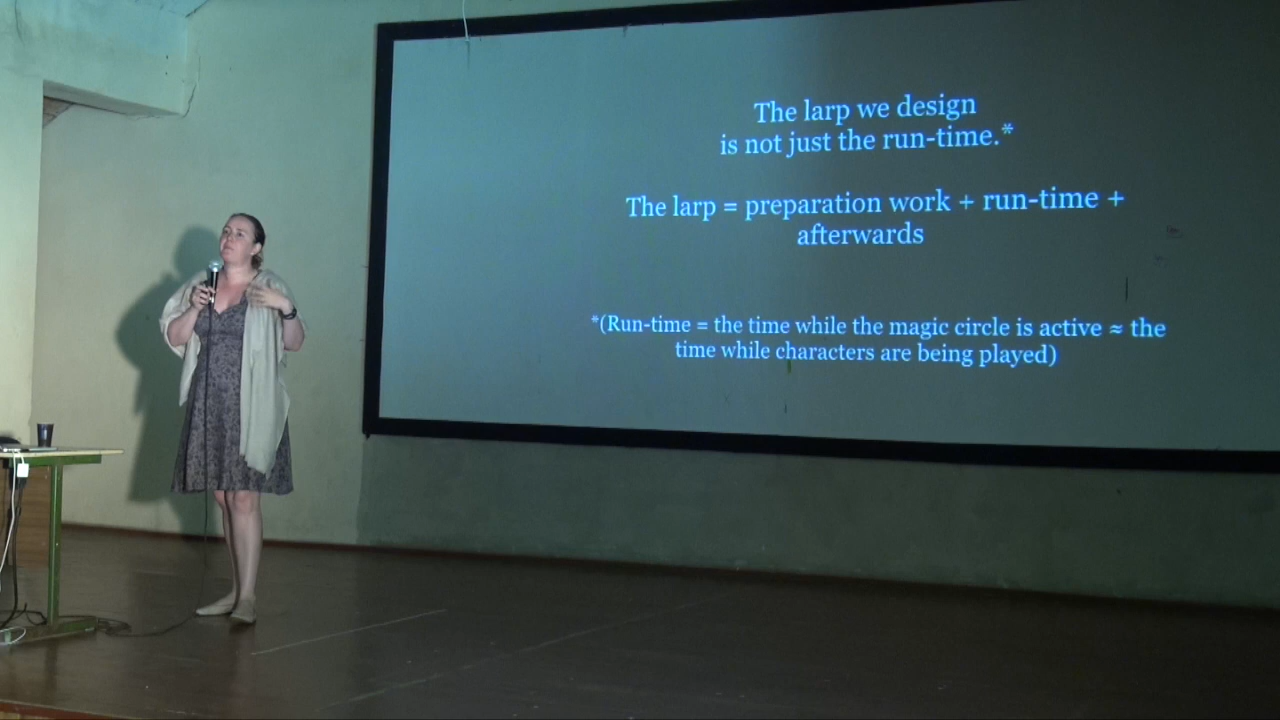 The larp we design
is not just the run-time.*
The larp = preparation work + run-time +
afterwards
*(Run-time = the time while the magic circle is active ≈ the
time while characters are being played)